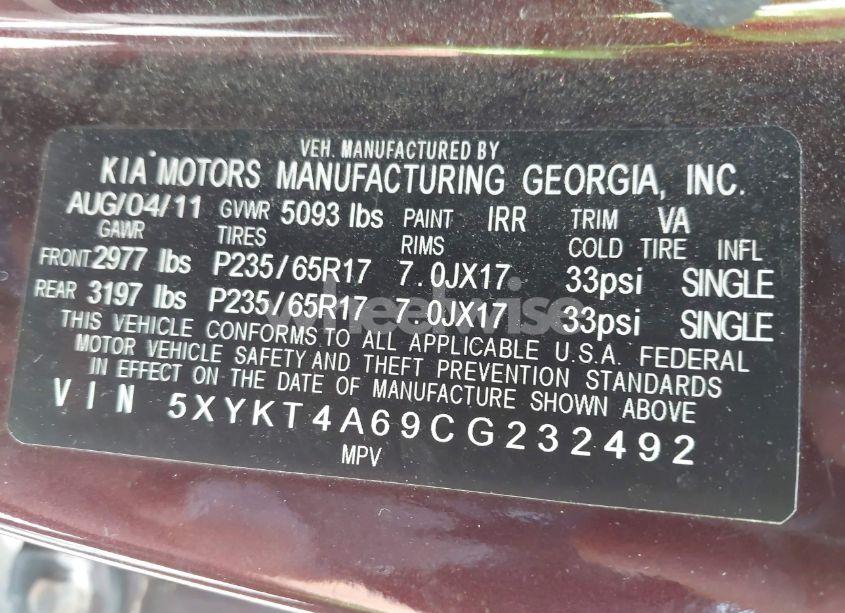 VEH. MANUFACTURED BY
KIA MOTORS MANUFACTURING GEORGIA, INC.
AUG/04/11 GVWR 5093 lbs PAINT IRR TRIM VA
GAWR TIRES RIMS COLD TIRE INFL
FRONT 2977 lbs P235/65R17 7.0JX17 33psi SINGLE
REAR 3197 lbs P235/65R17 7.0JX17 33psi SINGLE
wheelwise
THIS VEHICLE CONFORMS TO ALL APPLICABLE U.S.A. FEDERAL
MOTOR VEHICLE SAFETY AND THEFT PREVENTION STANDARDS
IN EFFECT ON THE DATE OF MANUFACTURE SHOWN ABOVE
VIN 5XYKT4A69CG232492
MPV